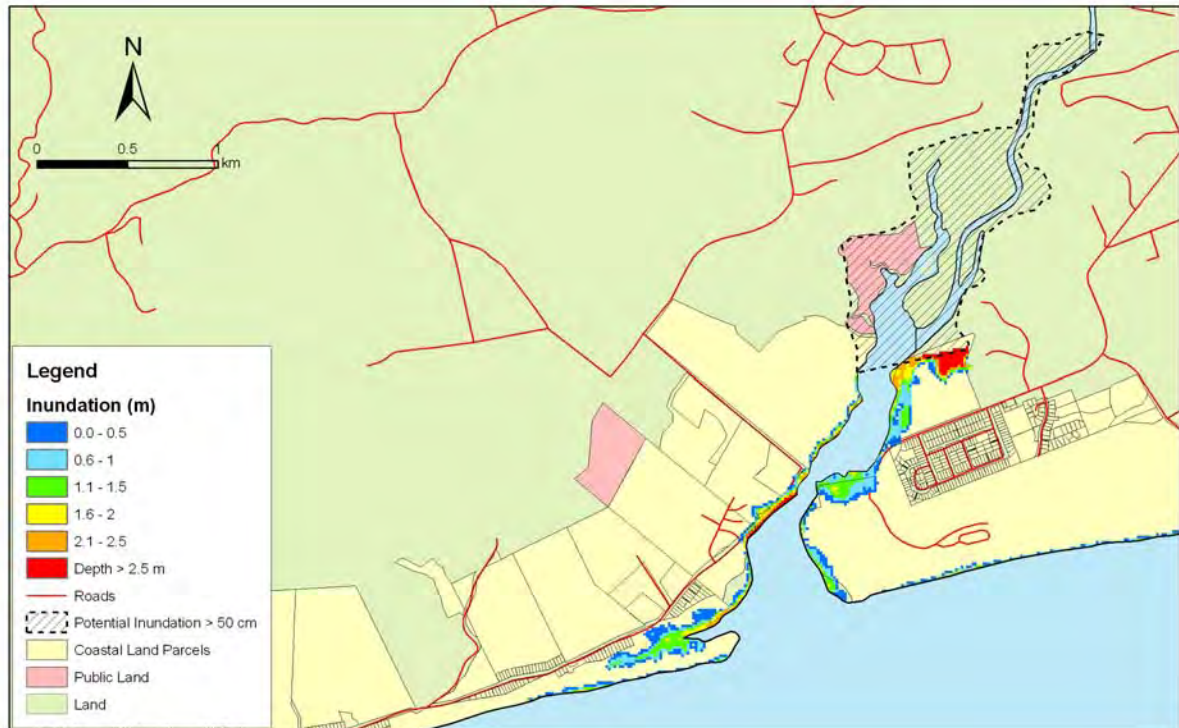 N
0 0.5 1
km
Legend
Inundation (m)
0.0 - 0.5
0.6 - 1
1.1 - 1.5
1.6 - 2
2.1 - 2.5
Depth > 2.5 m
Roads
Potential Inundation > 50 cm
Coastal Land Parcels
Public Land
Land